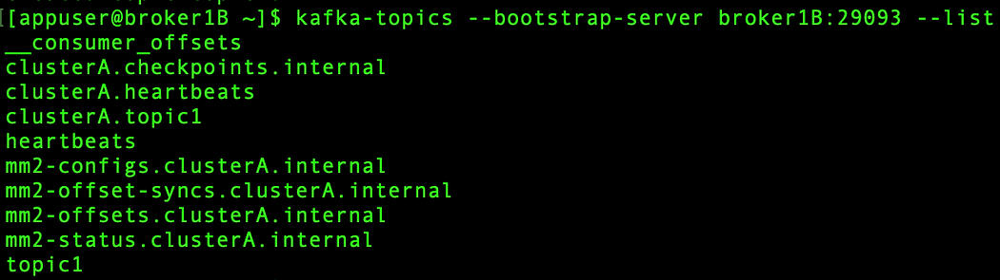 [[appuser@broker1B ~]$ kafka-topics --bootstrap-server broker1B:29093 --list
__consumer_offsets
clusterA.checkpoints.internal
clusterA.heartbeats
clusterA.topic1
heartbeats
mm2-configs.clusterA.internal
mm2-offset-syncs.clusterA.internal
mm2-offsets.clusterA.internal
mm2-status.clusterA.internal
topic1